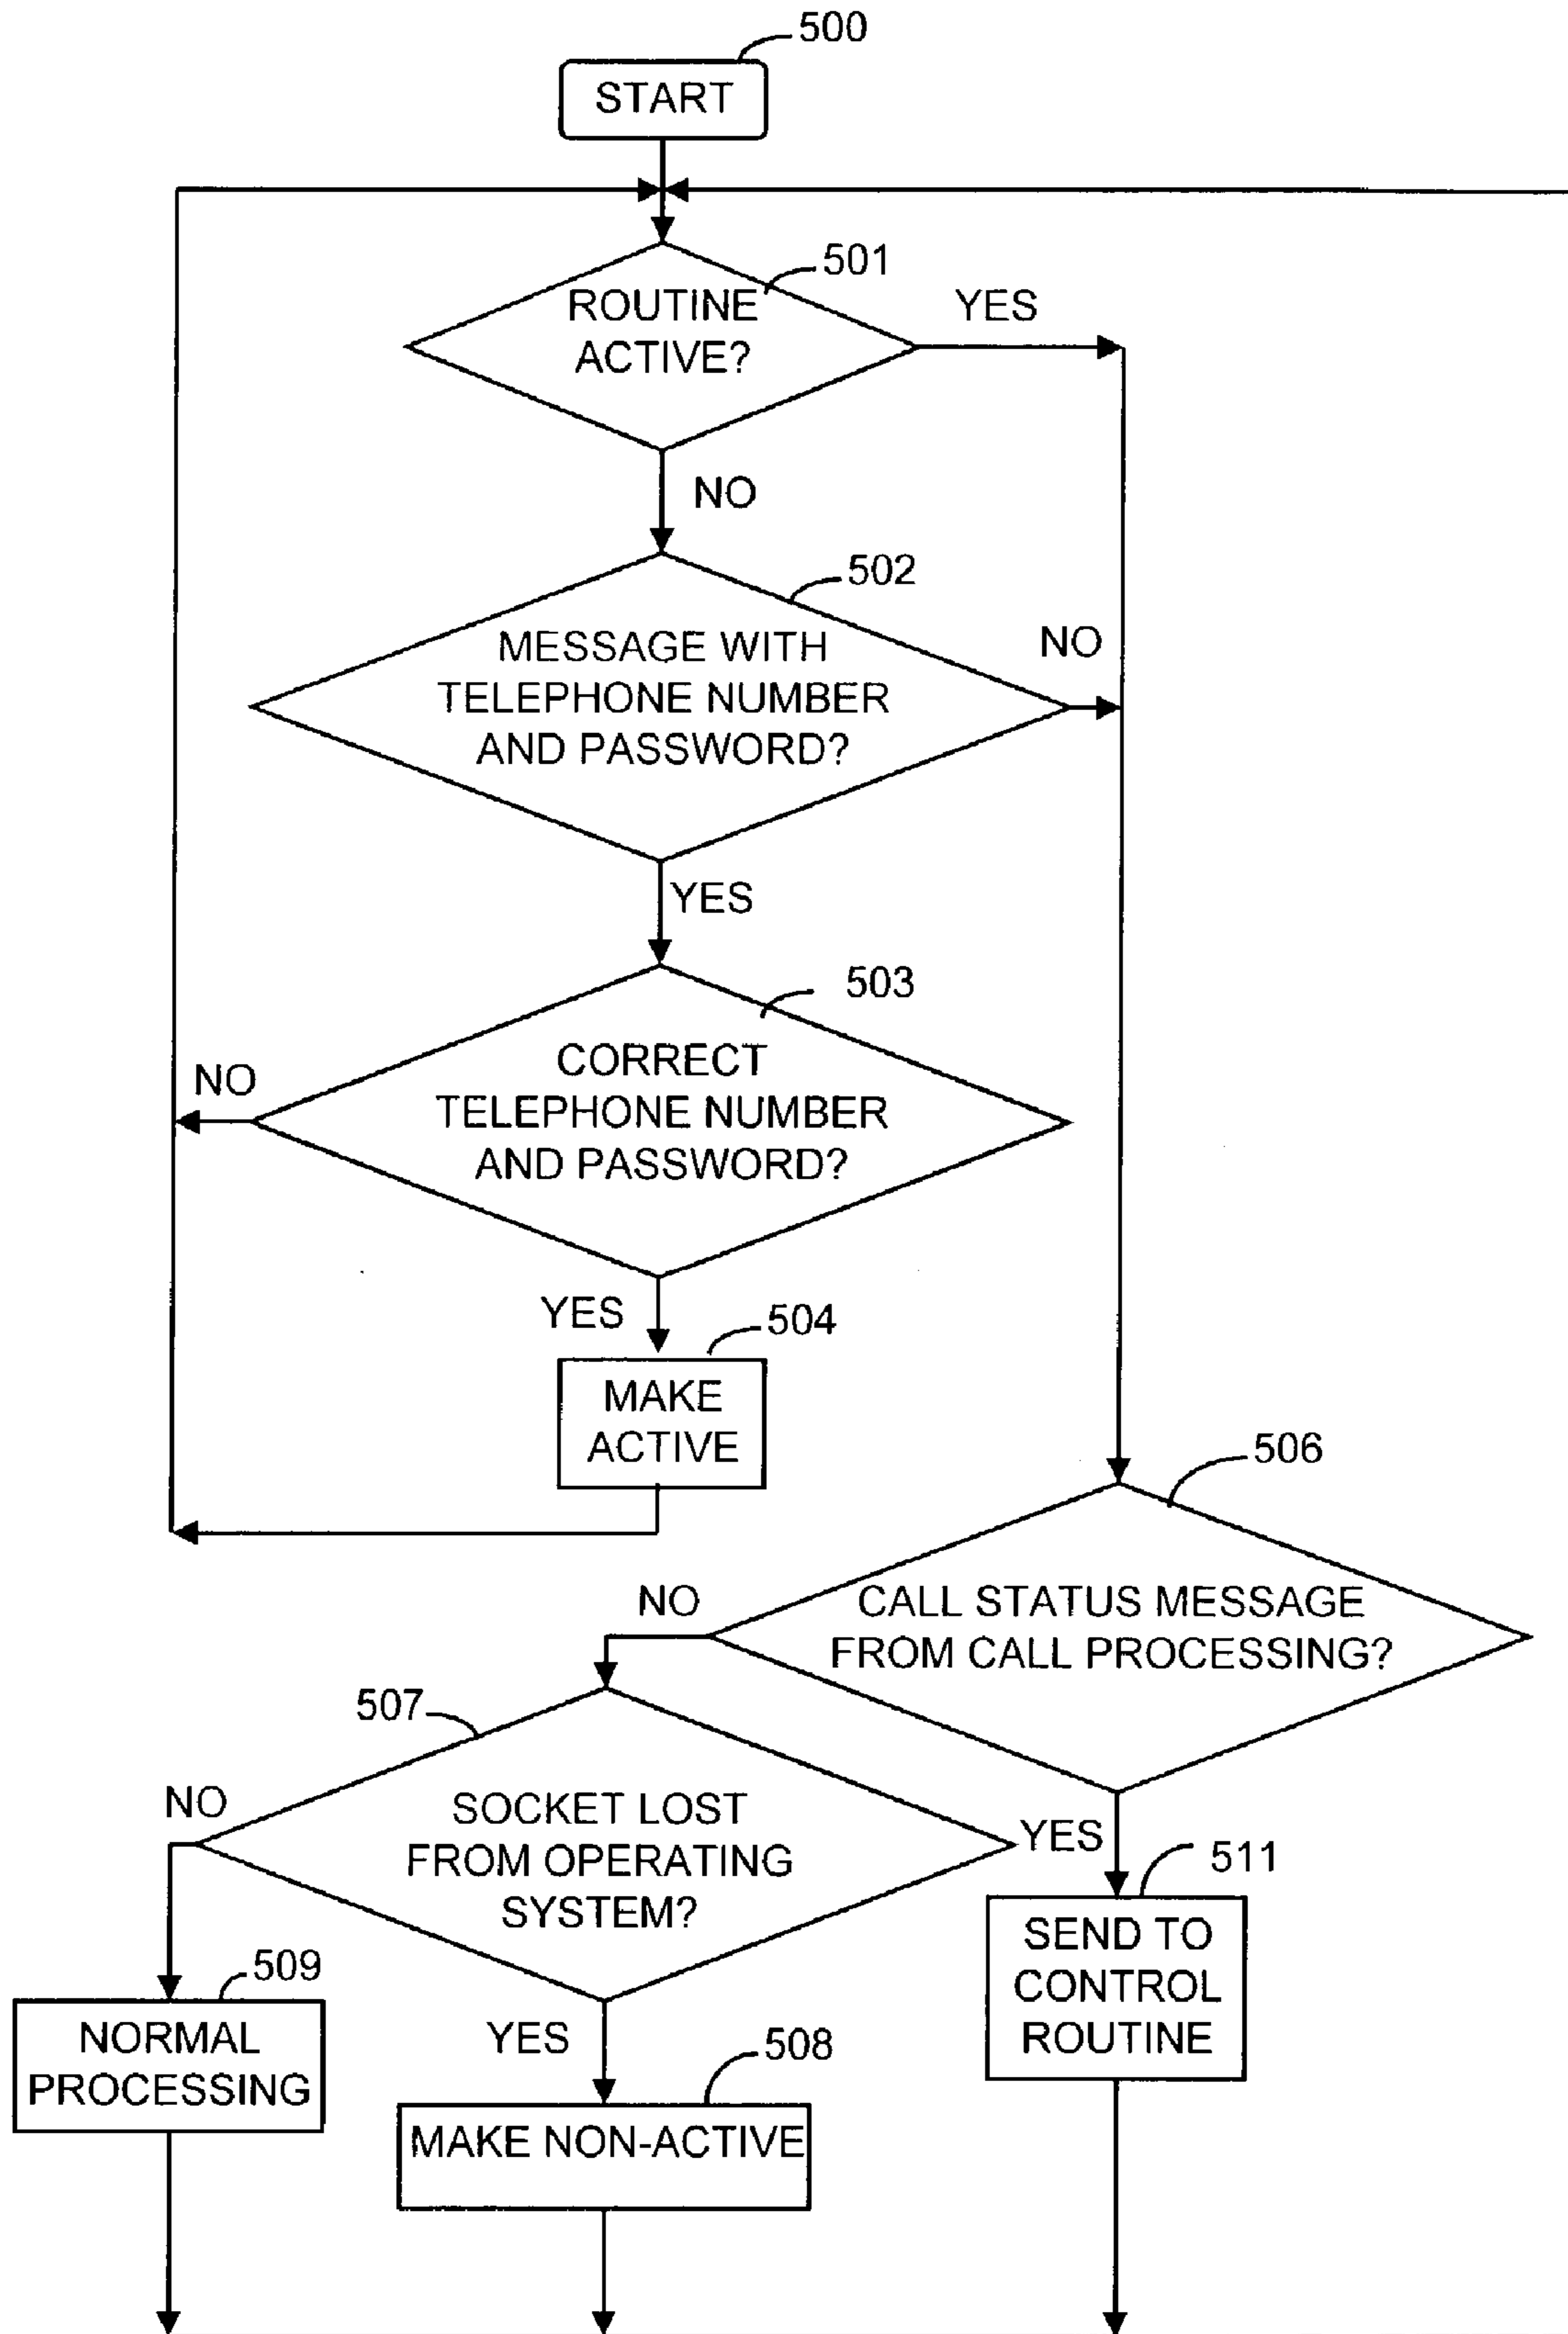 500
START
501
ROUTINE
ACTIVE?
YES
NO
502
MESSAGE WITH
TELEPHONE NUMBER
AND PASSWORD?
NO
YES
503
CORRECT
TELEPHONE NUMBER
AND PASSWORD?
NO
YES
504
MAKE
ACTIVE
506
CALL STATUS MESSAGE
FROM CALL PROCESSING?
NO
507
SOCKET LOST
FROM OPERATING
SYSTEM?
NO
YES
511
SEND TO
CONTROL
ROUTINE
509
NORMAL
PROCESSING
YES
508
MAKE NON-ACTIVE